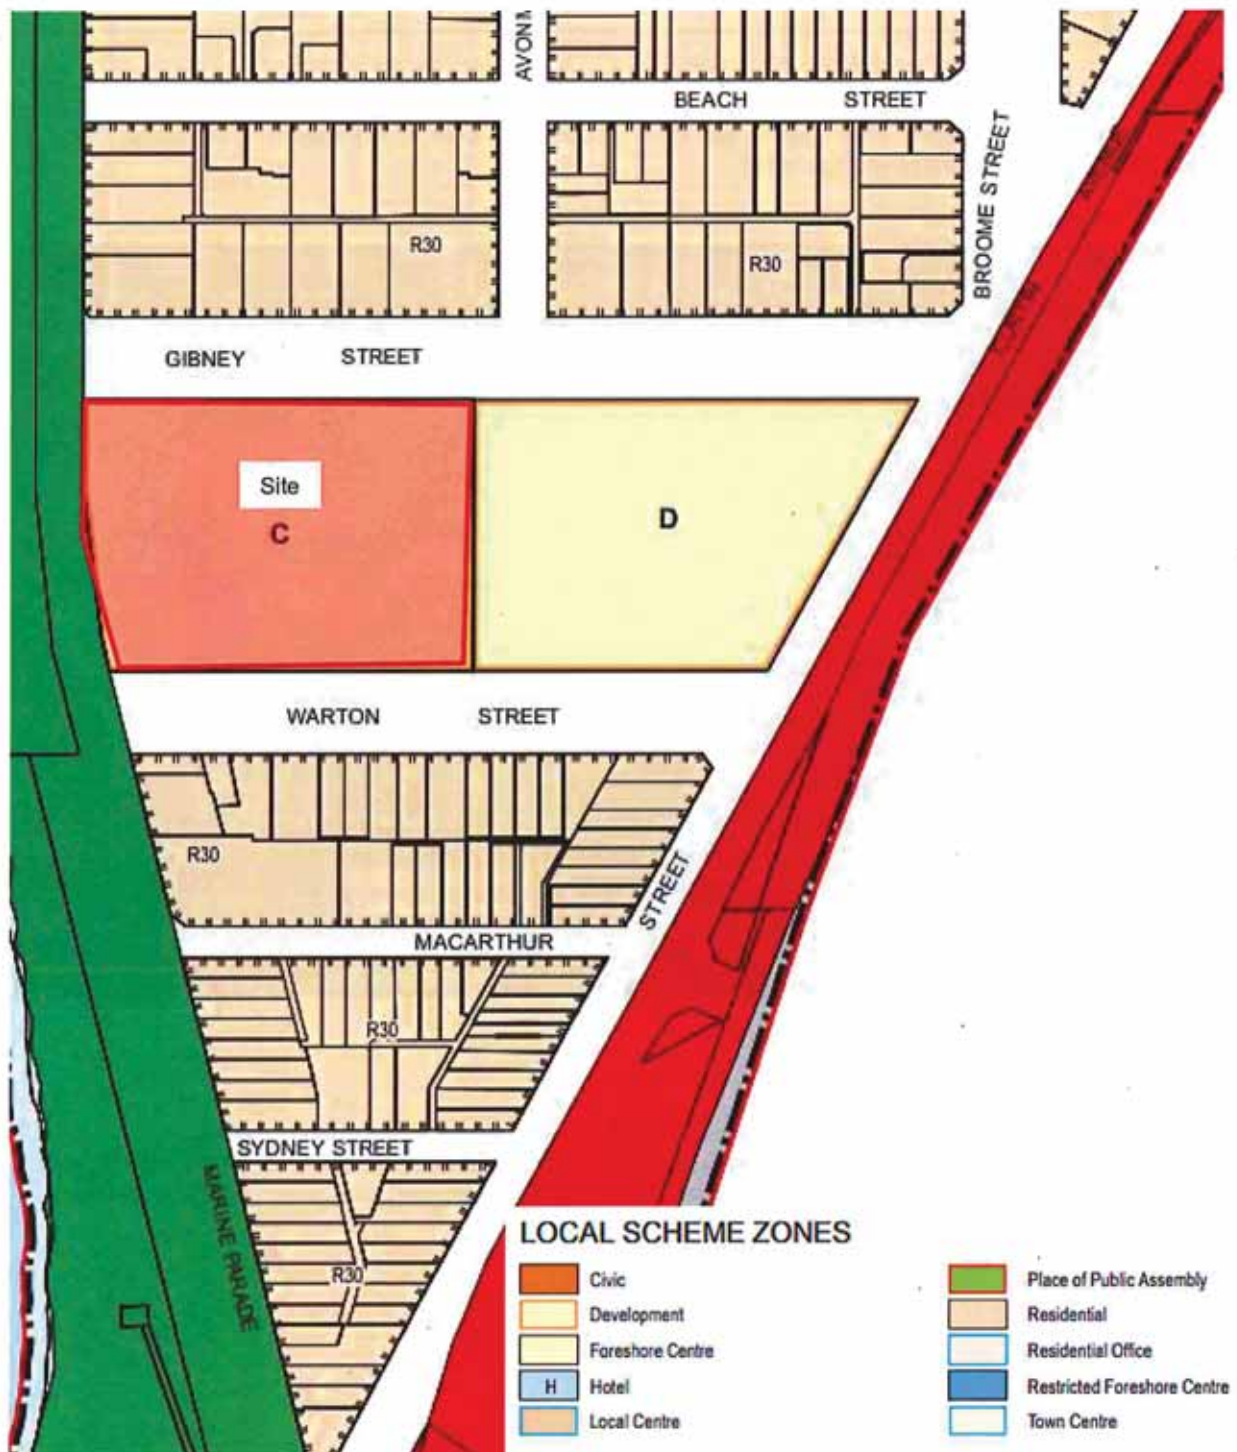 AVONM
BEACH STREET
BROOME STREET
R30
R30
GIBNEY STREET
Site
C
D
WARTON STREET
R30
STREET
MACARTHUR
R30
SYDNEY STREET
MARINE PARADE
R30
LOCAL SCHEME ZONES
Civic
Development
Foreshore Centre
H Hotel
Local Centre
Place of Public Assembly
Residential
Residential Office
Restricted Foreshore Centre
Town Centre